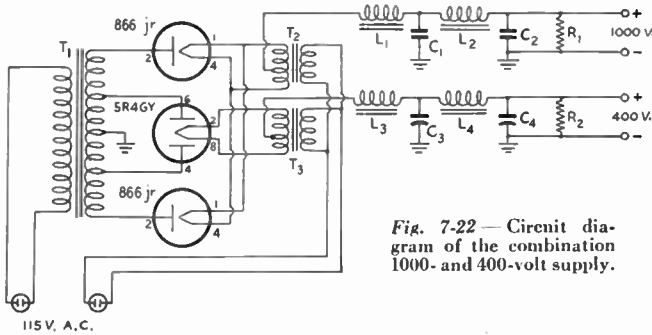 866 jr
T1
2
1
4
5R4GY
6
2
8
4
866 jr
2
1
4
T2
T3
L1
C1
L2
C2
R1
+
1000 V.
-
L3
C3
L4
C4
R2
+
400 V.
-
115 V. A.C.
Fig. 7-22 — Circuit dia-
gram of the combination
1000- and 400-volt supply.